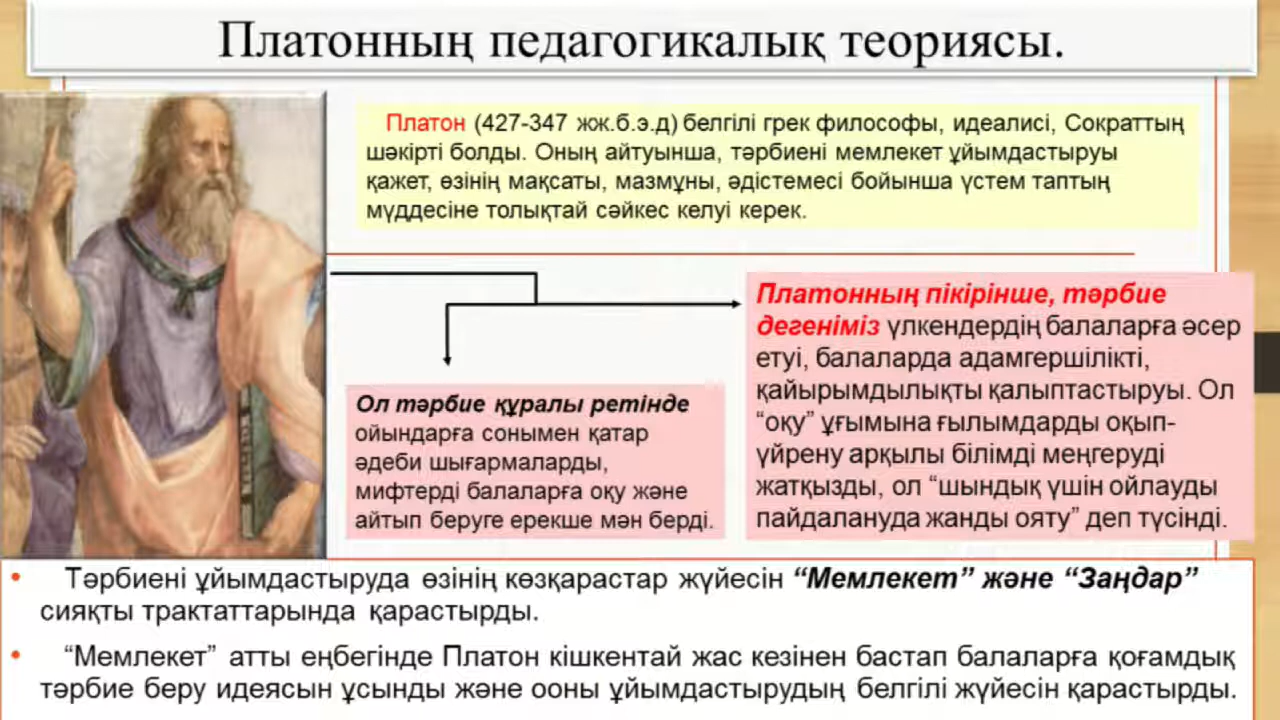 Платонның педагогикалық теориясы.
Платон (427-347 жж.б.э.д) белгілі грек философы, идеалисі, Сократтың
шәкірті болды. Оның айтуынша, тәрбиені мемлекет ұйымдастыруы
қажет, өзінің мақсаты, мазмұны, әдістемесі бойынша үстем таптың
мүддесіне толықтай сәйкес келуі керек.
Ол тәрбие құралы ретінде
ойындарға сонымен қатар
әдеби шығармаларды,
мифтерді балаларға оқу және
айтып беруге ерекше мән берді.
Платонның пікірінше, тәрбие
дегеніміз үлкендердің балаларға әсер
етуі, балаларда адамгершілікті,
қайырымдылықты қалыптастыруы. Ол
“оқу” ұғымына ғылымдарды оқып-
үйрену арқылы білімді меңгеруді
жатқызды, ол “шындық үшін ойлауды
пайдалануда жанды ояту” деп түсінді.
• Тәрбиені ұйымдастыруда өзінің көзқарастар жүйесін “Мемлекет” және “Заңдар”
сияқты трактаттарында қарастырды.
• “Мемлекет” атты еңбегінде Платон кішкентай жас кезінен бастап балаларға қоғамдық
тәрбие беру идеясын ұсынды және ооны ұйымдастырудың белгілі жүйесін қарастырды.